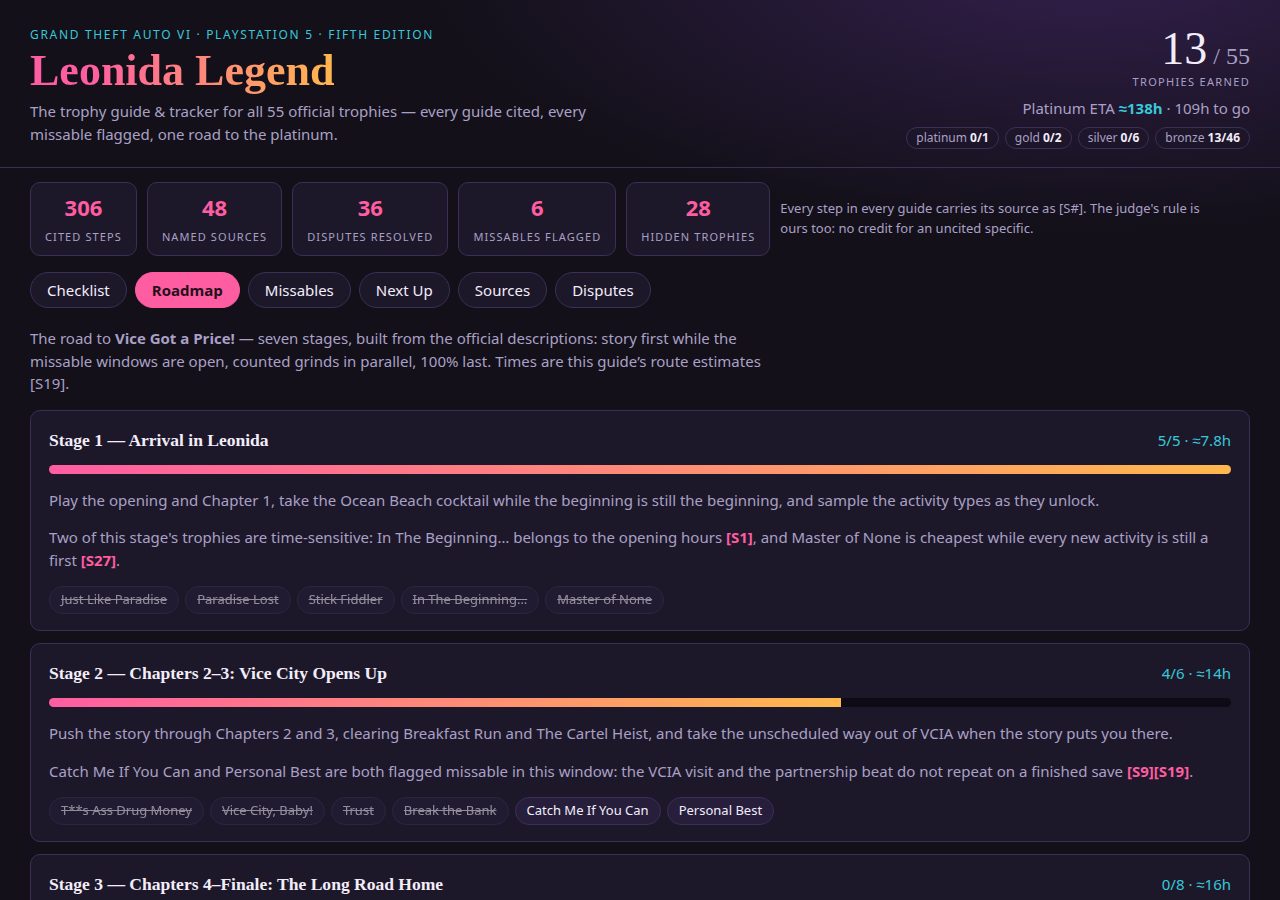 GRAND THEFT AUTO VI · PLAYSTATION 5 · FIFTH EDITION
Leonida Legend
The trophy guide & tracker for all 55 official trophies — every guide cited, every
missable flagged, one road to the platinum.
13 / 55
TROPHIES EARNED
Platinum ETA ≈138h · 109h to go
platinum 0/1 gold 0/2 silver 0/6 bronze 13/46
306
CITED STEPS
48
NAMED SOURCES
36
DISPUTES RESOLVED
6
MISSABLES FLAGGED
28
HIDDEN TROPHIES
Every step in every guide carries its source as [S#]. The judge's rule is
ours too: no credit for an uncited specific.
Checklist Roadmap Missables Next Up Sources Disputes
The road to Vice Got a Price! — seven stages, built from the official descriptions: story first while the
missable windows are open, counted grinds in parallel, 100% last. Times are this guide’s route estimates
[S19].
Stage 1 — Arrival in Leonida 5/5 · ≈7.8h
Play the opening and Chapter 1, take the Ocean Beach cocktail while the beginning is still the beginning, and sample the activity types as they unlock.
Two of this stage's trophies are time-sensitive: In The Beginning... belongs to the opening hours [S1], and Master of None is cheapest while every new activity is still a
first [S27].
Just Like Paradise Paradise Lost Stick Fiddler In The Beginning... Master of None
Stage 2 — Chapters 2–3: Vice City Opens Up 4/6 · ≈14h
Push the story through Chapters 2 and 3, clearing Breakfast Run and The Cartel Heist, and take the unscheduled way out of VCIA when the story puts you there.
Catch Me If You Can and Personal Best are both flagged missable in this window: the VCIA visit and the partnership beat do not repeat on a finished save [S9][S19].
T**s Ass Drug Money Vice City, Baby! Trust Break the Bank Catch Me If You Can Personal Best
Stage 3 — Chapters 4–Finale: The Long Road Home 0/8 · ≈16h